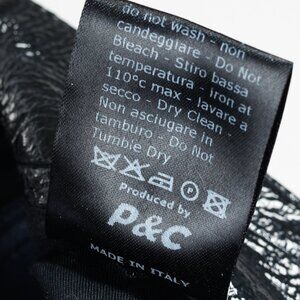 do not wash - non
candeggiare - Do Not
Bleach - Stiro bassa
temperatura - iron at
110°c max - lavare a
secco - Dry Clean -
Non asciugare in
tamburo - Do Not
Tumble Dry
produced by
P&C
MADE IN ITALY